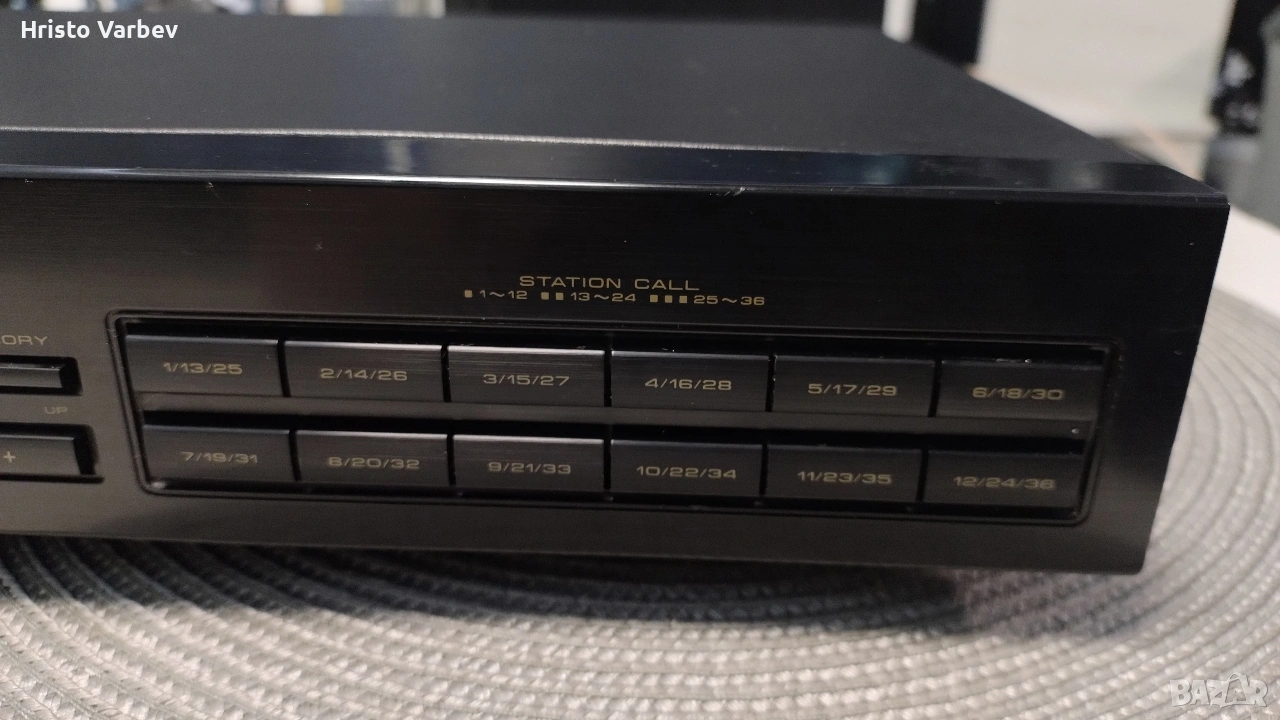 Hristo Varbev
STATION CALL
1~12 13~24 25~36
ORY
1/13/25 2/14/26 3/15/27 4/16/28 5/17/29 6/18/30
UP
+
7/19/31 8/20/32 9/21/33 10/22/34 11/23/35 12/24/36
BAZAR